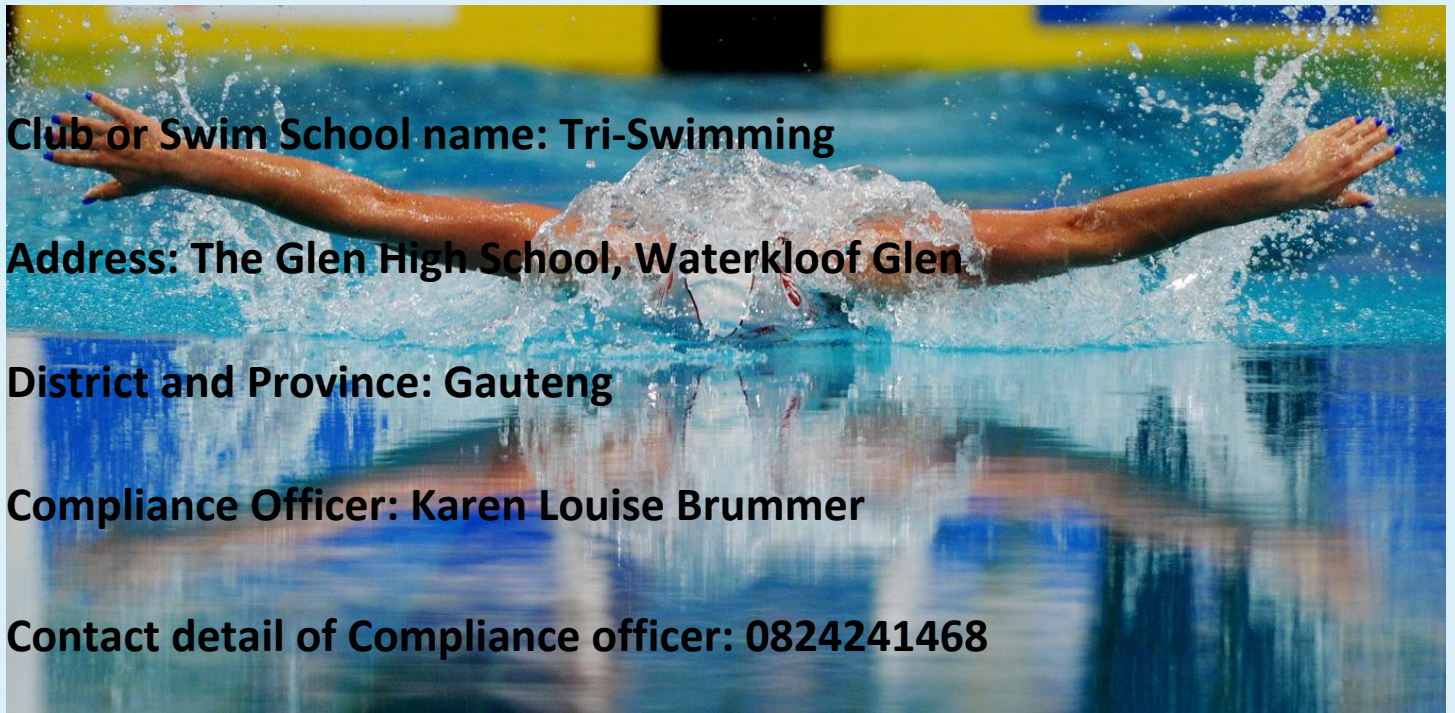 Club or Swim School name: Tri-Swimming
Address: The Glen High School, Waterkloof Glen
District and Province: Gauteng
Compliance Officer: Karen Louise Brummer
Contact detail of Compliance officer: 0824241468